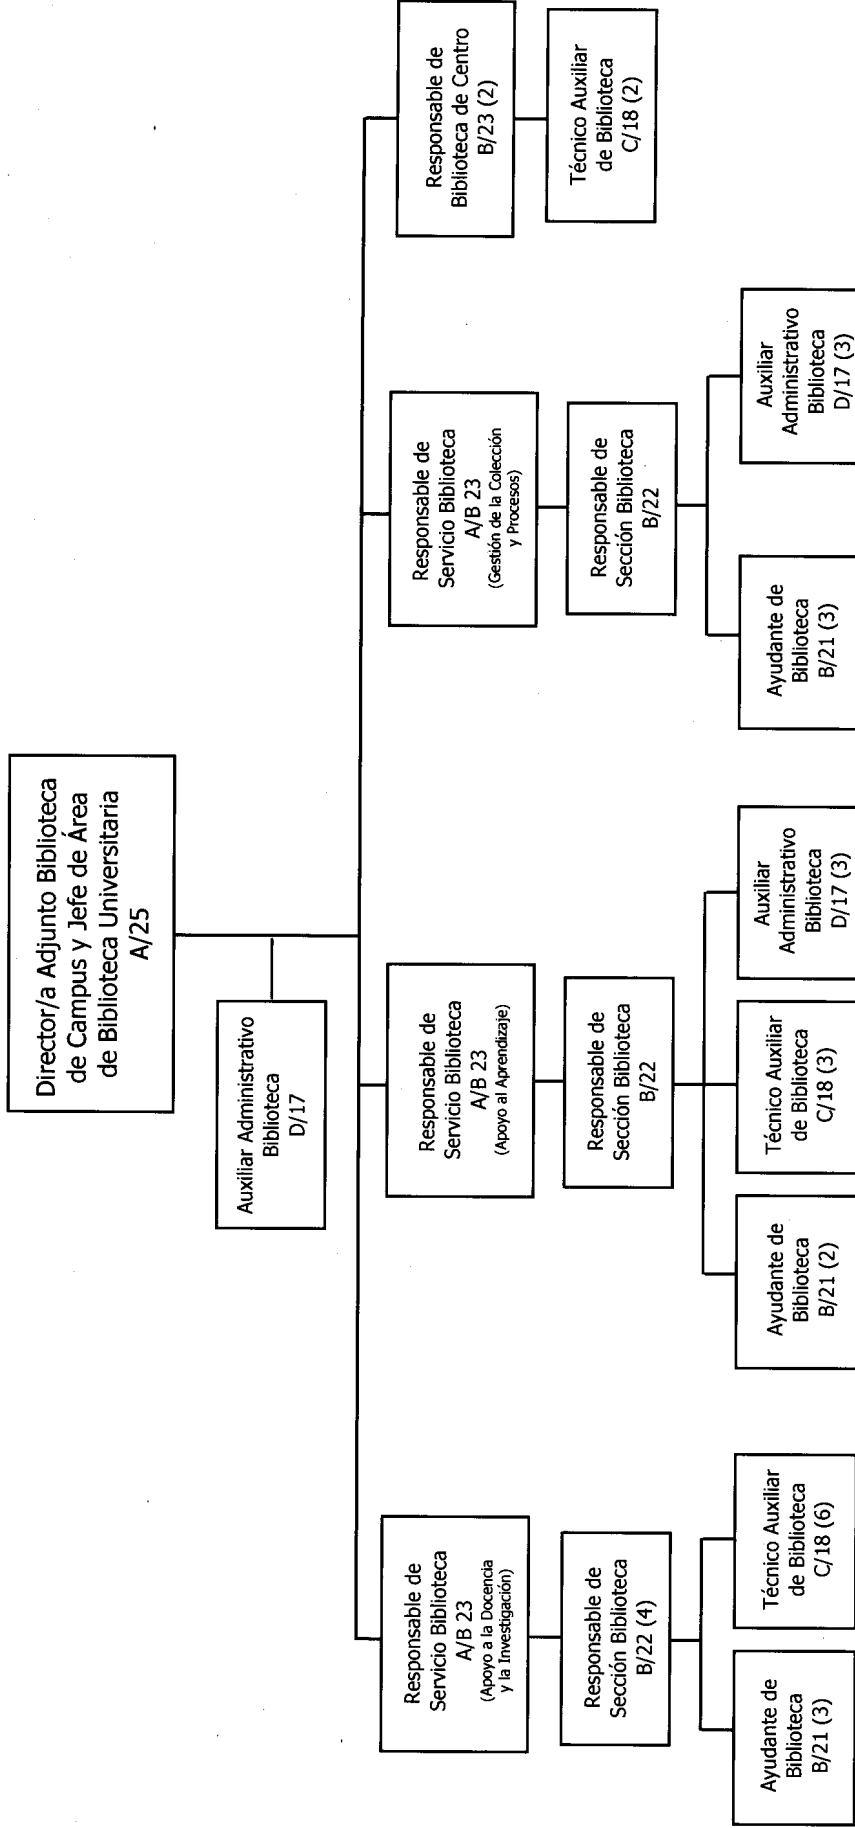 Director/a Adjunto Biblioteca
de Campus y Jefe de Área
de Biblioteca Universitaria
A/25
Auxiliar Administrativo
Biblioteca
D/17
Responsable de
Servicio Biblioteca
A/B 23
(Apoyo a la Docencia
y la Investigación)
Responsable de
Sección Biblioteca
B/22 (4)
Ayudante de
Biblioteca
B/21 (3)
Técnico Auxiliar
de Biblioteca
C/18 (6)
Responsable de
Servicio Biblioteca
A/B 23
(Apoyo al Aprendizaje)
Responsable de
Sección Biblioteca
B/22
Ayudante de
Biblioteca
B/21 (2)
Técnico Auxiliar
de Biblioteca
C/18 (3)
Auxiliar
Administrativo
Biblioteca
D/17 (3)
Responsable de
Servicio Biblioteca
A/B 23
(Gestión de la Colección
y Procesos)
Responsable de
Sección Biblioteca
B/22
Ayudante de
Biblioteca
B/21 (3)
Auxiliar
Administrativo
Biblioteca
D/17 (3)
Responsable de
Biblioteca de Centro
B/23 (2)
Técnico Auxiliar
de Biblioteca
C/18 (2)